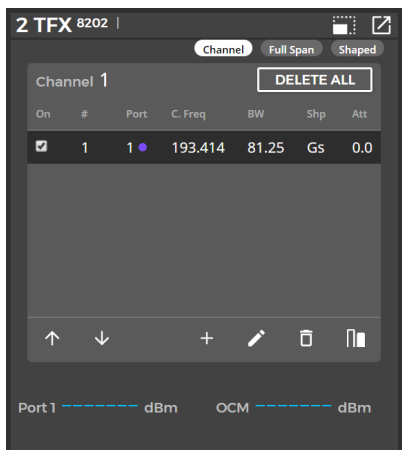 2 TFX 8202 |
Channel Full Span Shaped
Channel 1 DELETE ALL
On # Port C. Freq BW Shp Att
1 1 193.414 81.25 Gs 0.0
Port 1 ------- dBm OCM ------- dBm